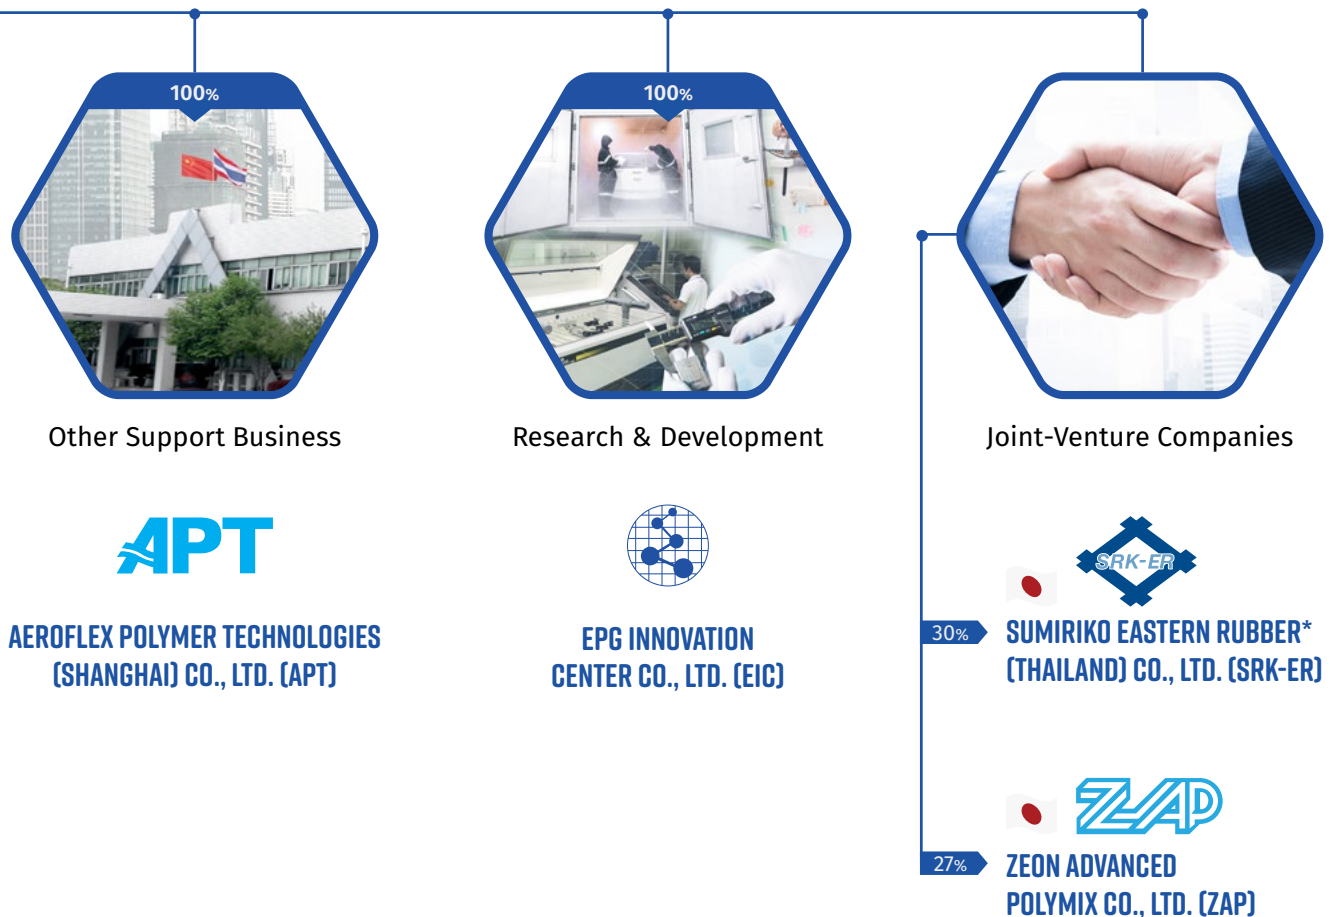 100%
Other Support Business
APT
AEROFLEX POLYMER TECHNOLOGIES
(SHANGHAI) CO., LTD. (APT)
100%
Research & Development
EPG INNOVATION
CENTER CO., LTD. (EIC)
Joint-Venture Companies
SRK-ER
30%
SUMIRIKO EASTERN RUBBER*
(THAILAND) CO., LTD. (SRK-ER)
ZAP
27%
ZEON ADVANCED
POLYMIX CO., LTD. (ZAP)